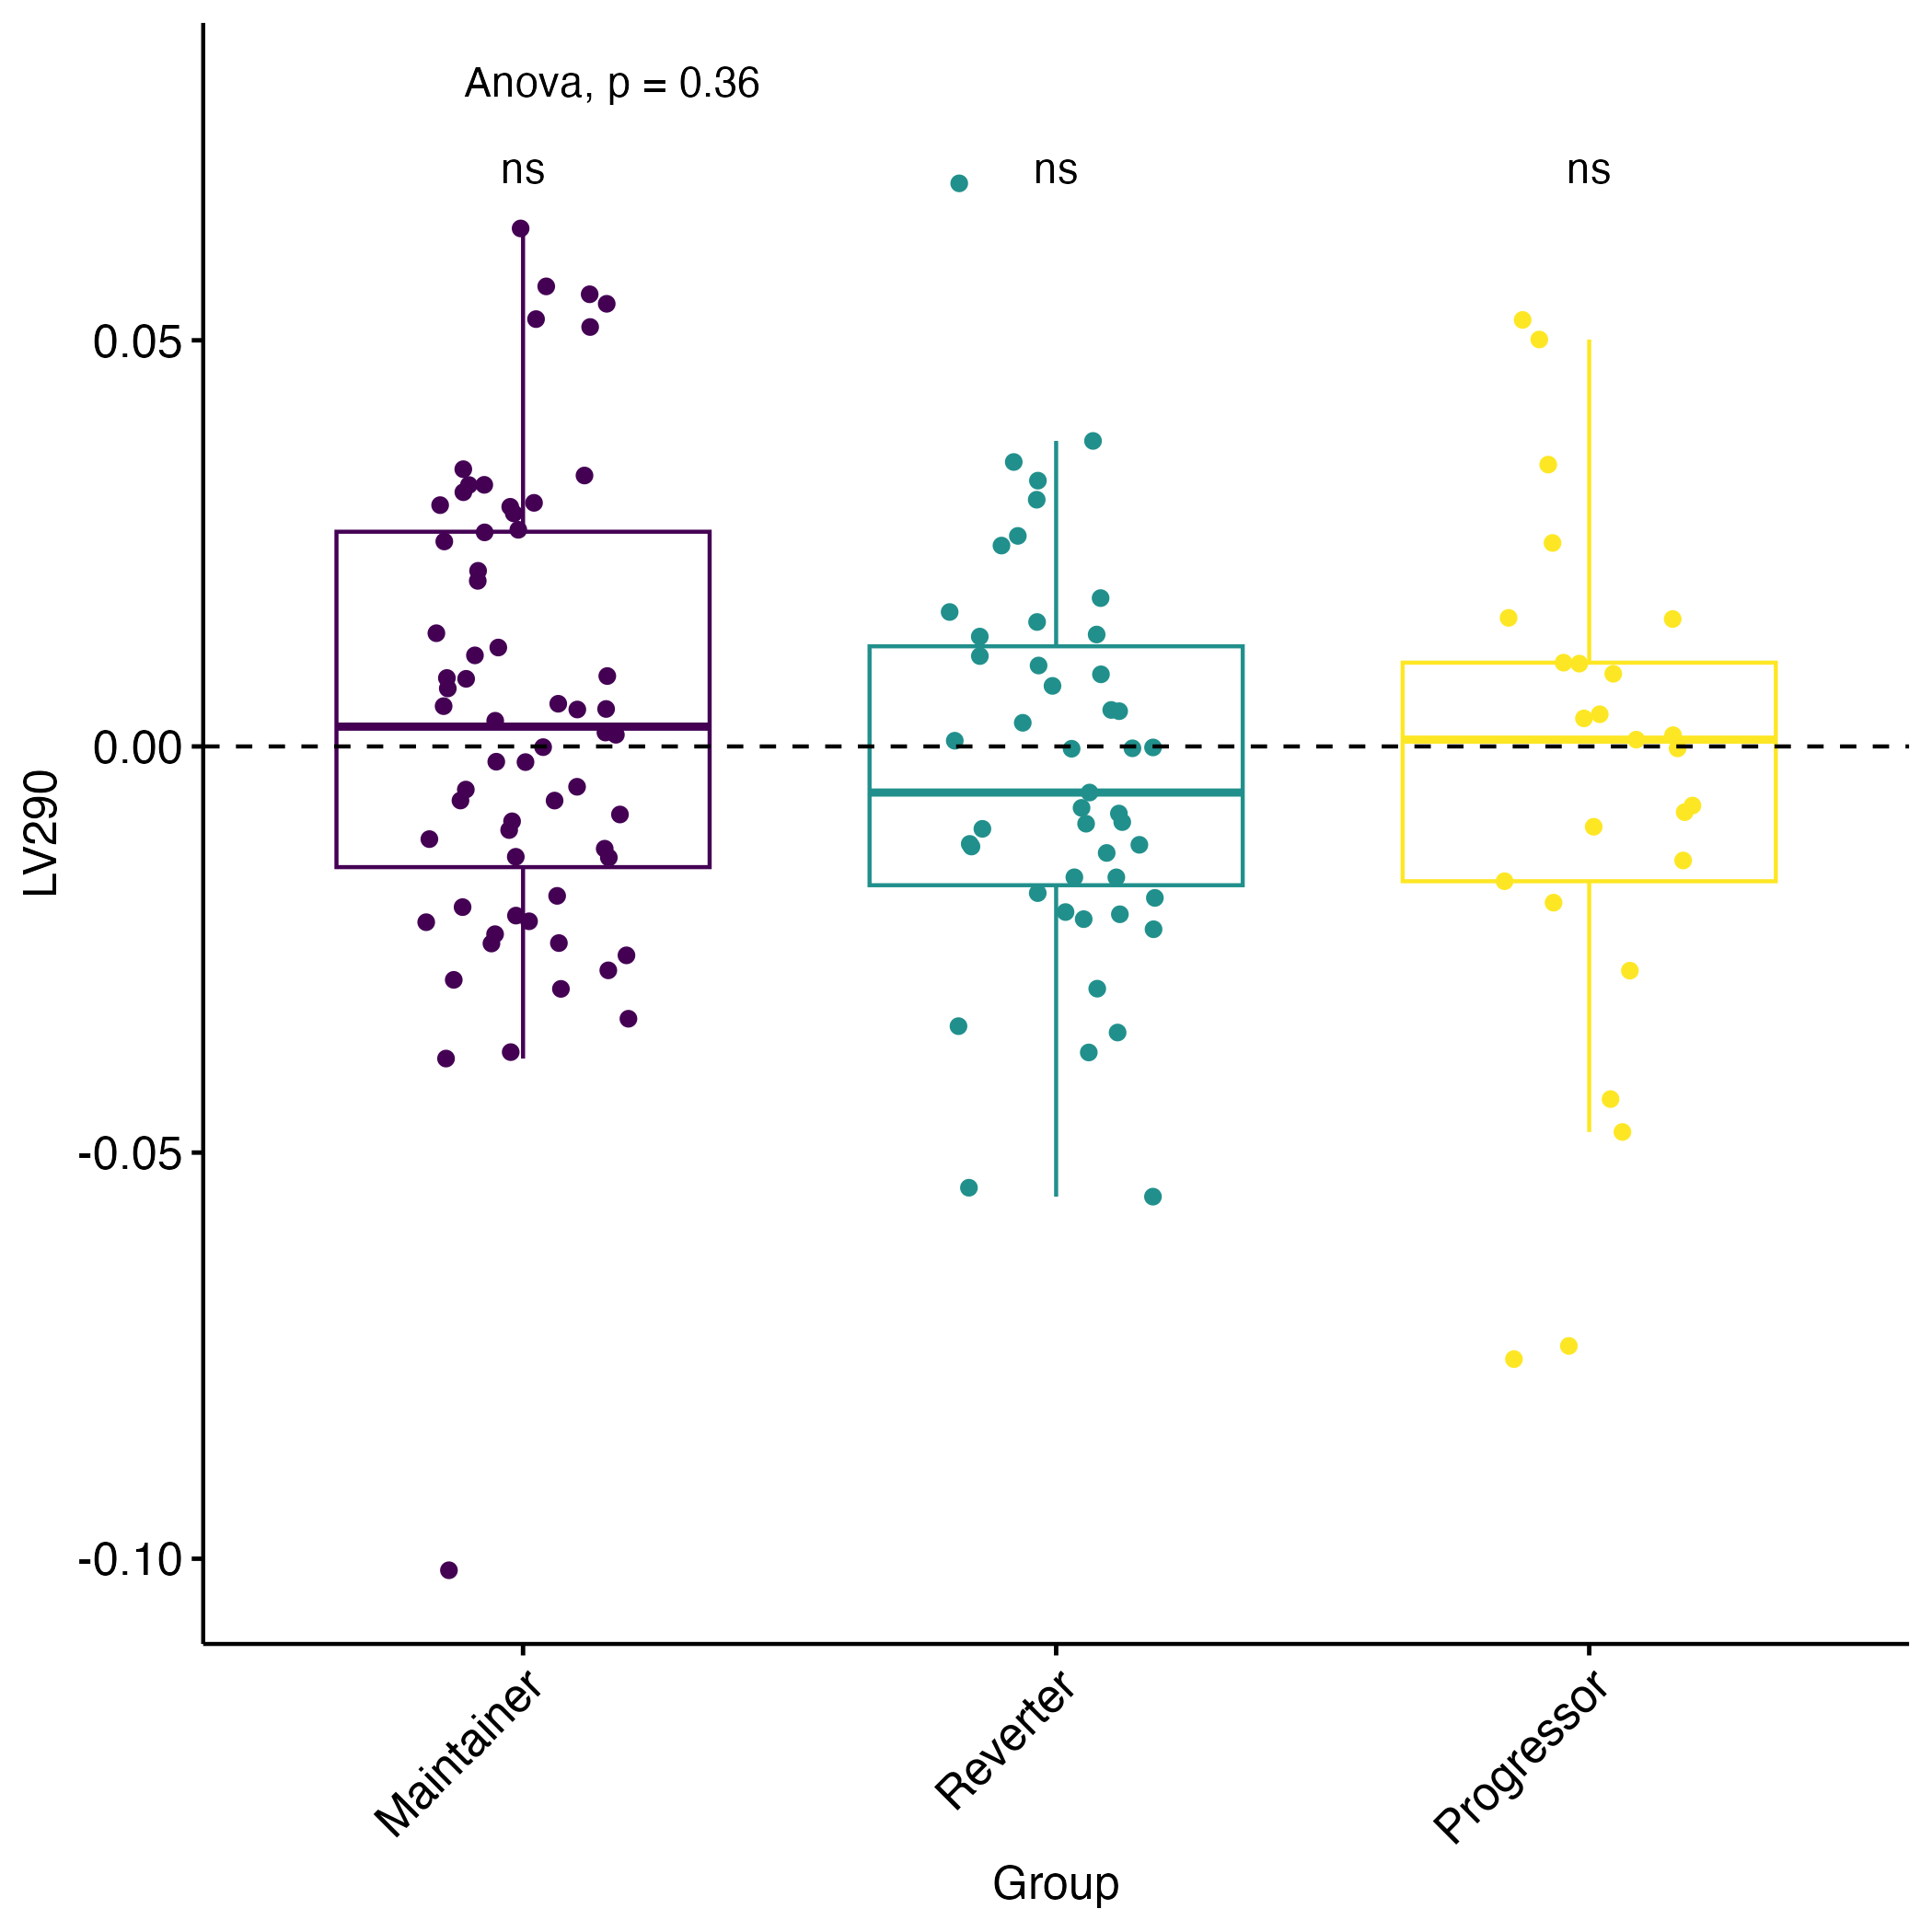 Anova, p = 0.36
ns
ns
ns
0.05
0.00
-0.05
-0.10
LV290
Maintainer
Reverter
Progressor
Group